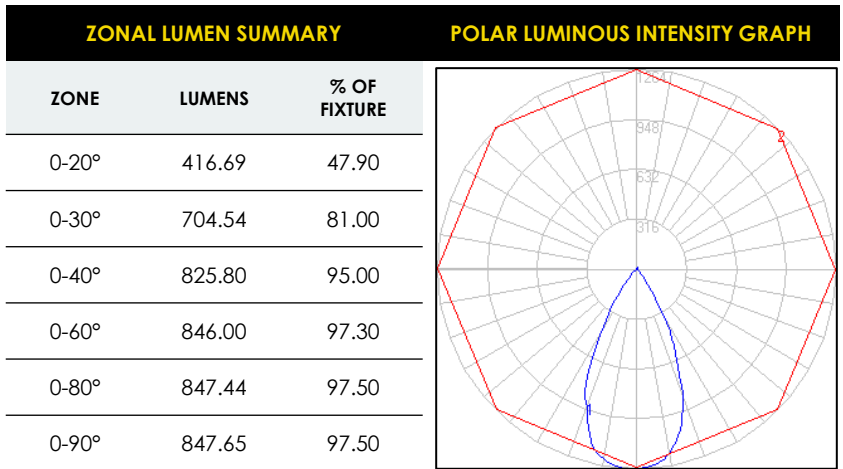 ZONAL LUMEN SUMMARY
POLAR LUMINOUS INTENSITY GRAPH
ZONE LUMENS % OF FIXTURE
0-20° 416.69 47.90
0-30° 704.54 81.00
0-40° 825.80 95.00
0-60° 846.00 97.30
0-80° 847.44 97.50
0-90° 847.65 97.50
1264
948
632
316
2
1